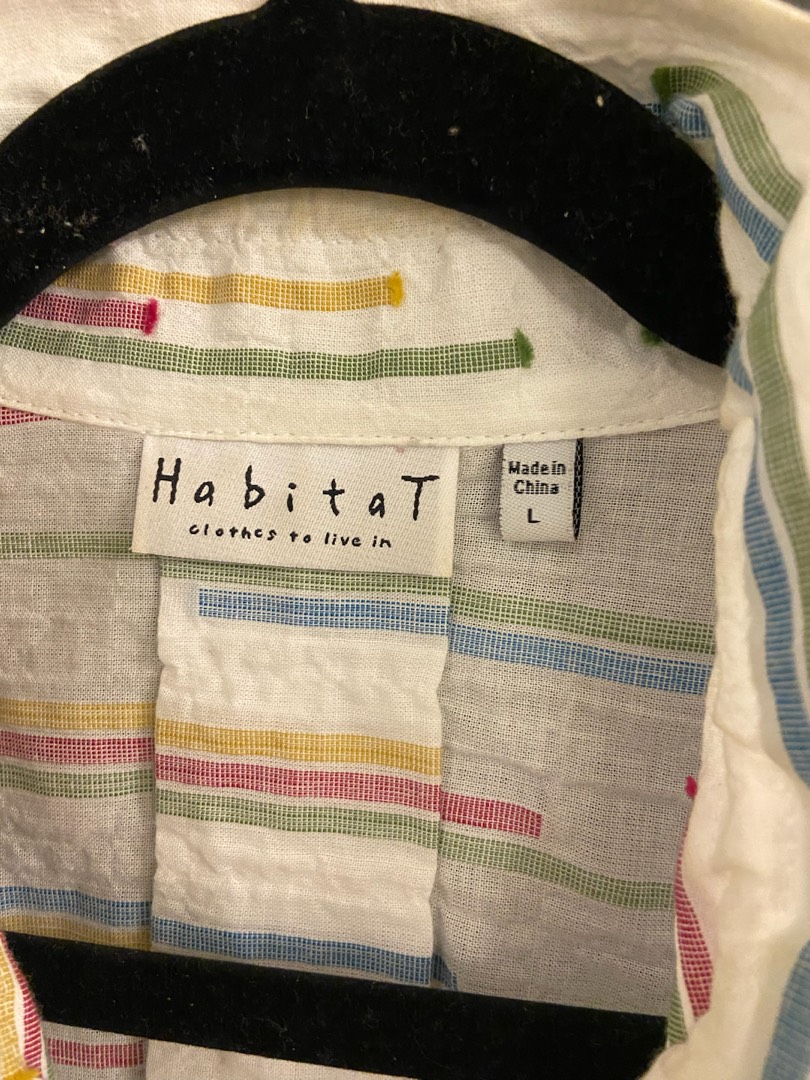 HabitaT
clothes to live in
Made in
China
L